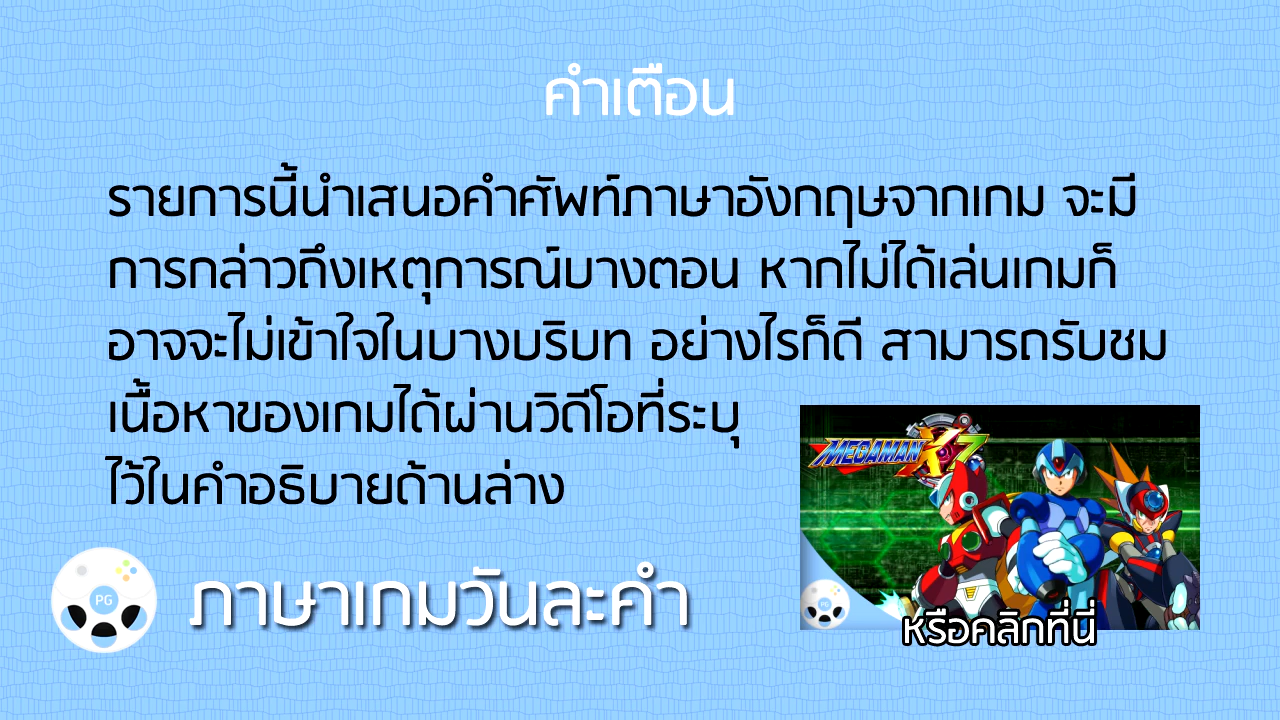 คำเตือน
รายการนี้นำเสนอคำศัพท์ภาษาอังกฤษจากเกม จะมี
การกล่าวถึงเหตุการณ์บางตอน หากไม่ได้เล่นเกมก็
อาจจะไม่เข้าใจในบางบริบท อย่างไรก็ดี สามารถรับชม
เนื้อหาของเกมได้ผ่านวิดีโอที่ระบุ
ไว้ในคำอธิบายด้านล่าง
MEGAMAN X7
PG
ภาษาเกมวันละคำ
PG
หรือคลิกที่นี่